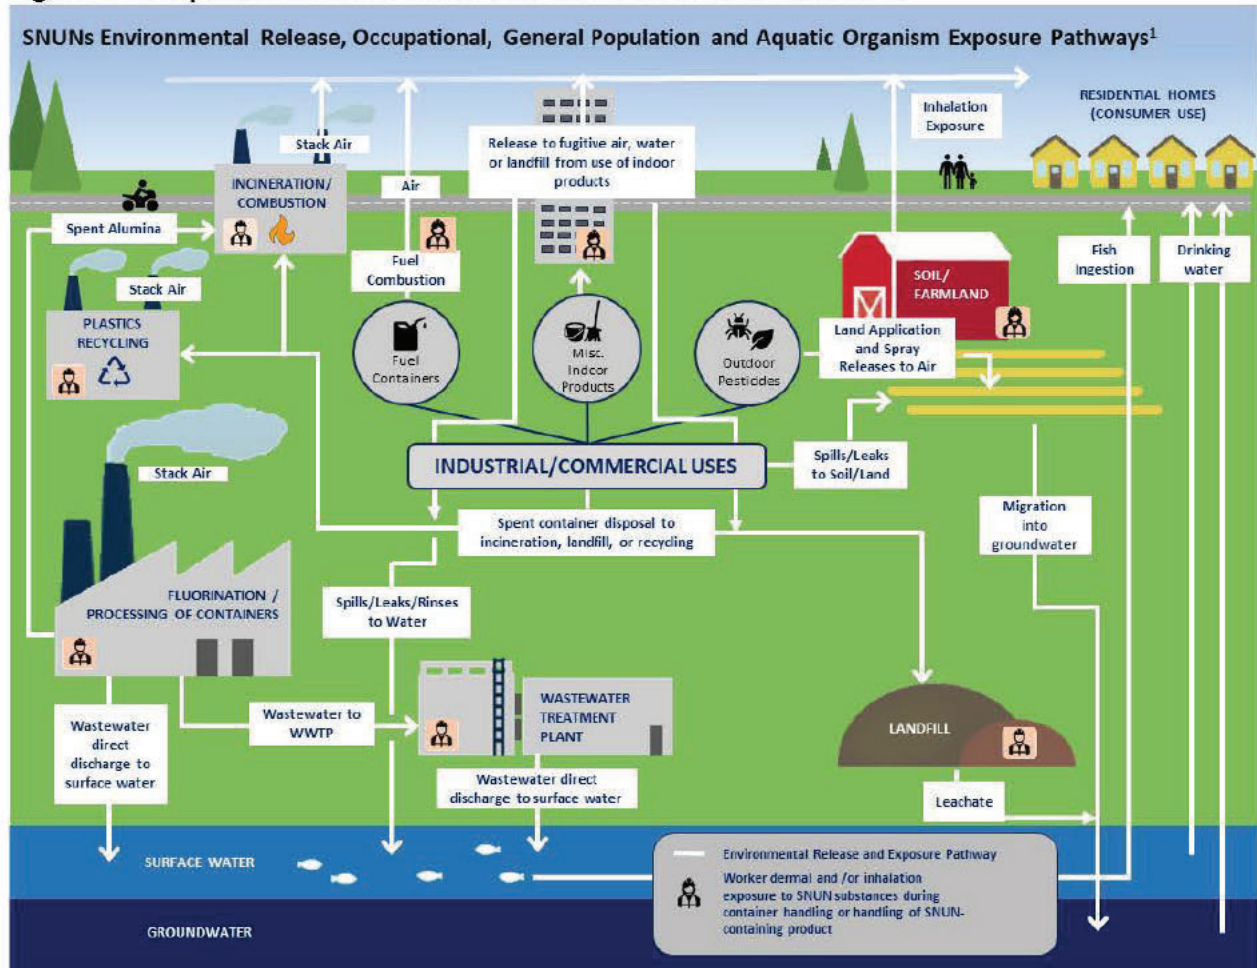 SNUNs Environmental Release, Occupational, General Population and Aquatic Organism Exposure Pathways¹
RESIDENTIAL HOMES
(CONSUMER USE)
Inhalation
Exposure
Stack Air
Release to fugitive air, water
or landfill from use of indoor
products
INCINERATION/
COMBUSTION
Air
Spent Alumina
Fuel
Combustion
Fish
Ingestion
Drinking
water
Stack Air
SOIL/
FARMLAND
PLASTICS
RECYCLING
Fuel
Containers
Misc.
Indoor
Products
Outdoor
Pesticides
Land Application
and Spray
Releases to Air
Stack Air
INDUSTRIAL/COMMERCIAL USES
Spills/Leaks
to Soil/Land
Spent container disposal to
incineration, landfill, or recycling
Migration
into
groundwater
FLUORINATION /
PROCESSING OF CONTAINERS
Spills/Leaks/Rinses
to Water
Wastewater
direct
discharge to
surface water
Wastewater to
WWTP
WASTEWATER
TREATMENT
PLANT
LANDFILL
Wastewater direct
discharge to surface water
Leachate
SURFACE WATER
Environmental Release and Exposure Pathway
Worker dermal and /or inhalation
exposure to SNUN substances during
container handling or handling of SNUN-
containing product
GROUNDWATER